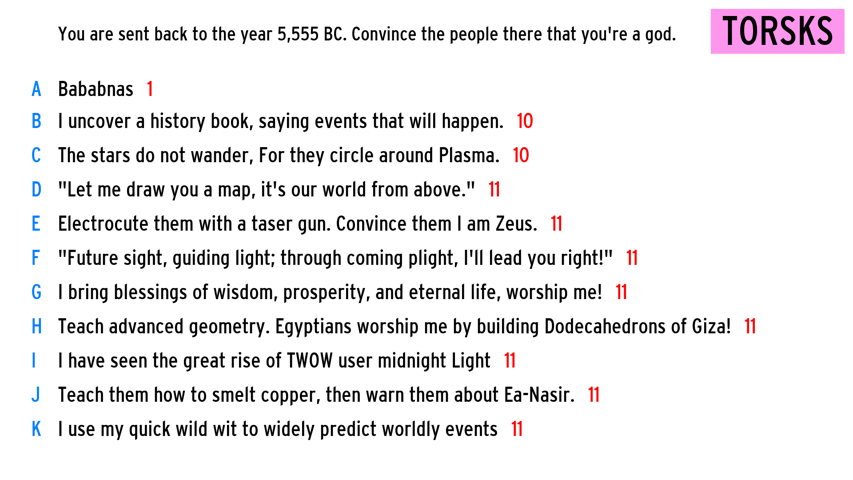 You are sent back to the year 5,555 BC. Convince the people there that you're a god.
TORSKS
A Bababnas 1
B I uncover a history book, saying events that will happen. 10
C The stars do not wander, For they circle around Plasma. 10
D "Let me draw you a map, it's our world from above." 11
E Electrocute them with a taser gun. Convince them I am Zeus. 11
F "Future sight, guiding light; through coming plight, I'll lead you right!" 11
G I bring blessings of wisdom, prosperity, and eternal life, worship me! 11
H Teach advanced geometry. Egyptians worship me by building Dodecahedrons of Giza! 11
I I have seen the great rise of TWOW user midnight Light 11
J Teach them how to smelt copper, then warn them about Ea-Nasir. 11
K I use my quick wild wit to widely predict worldly events 11